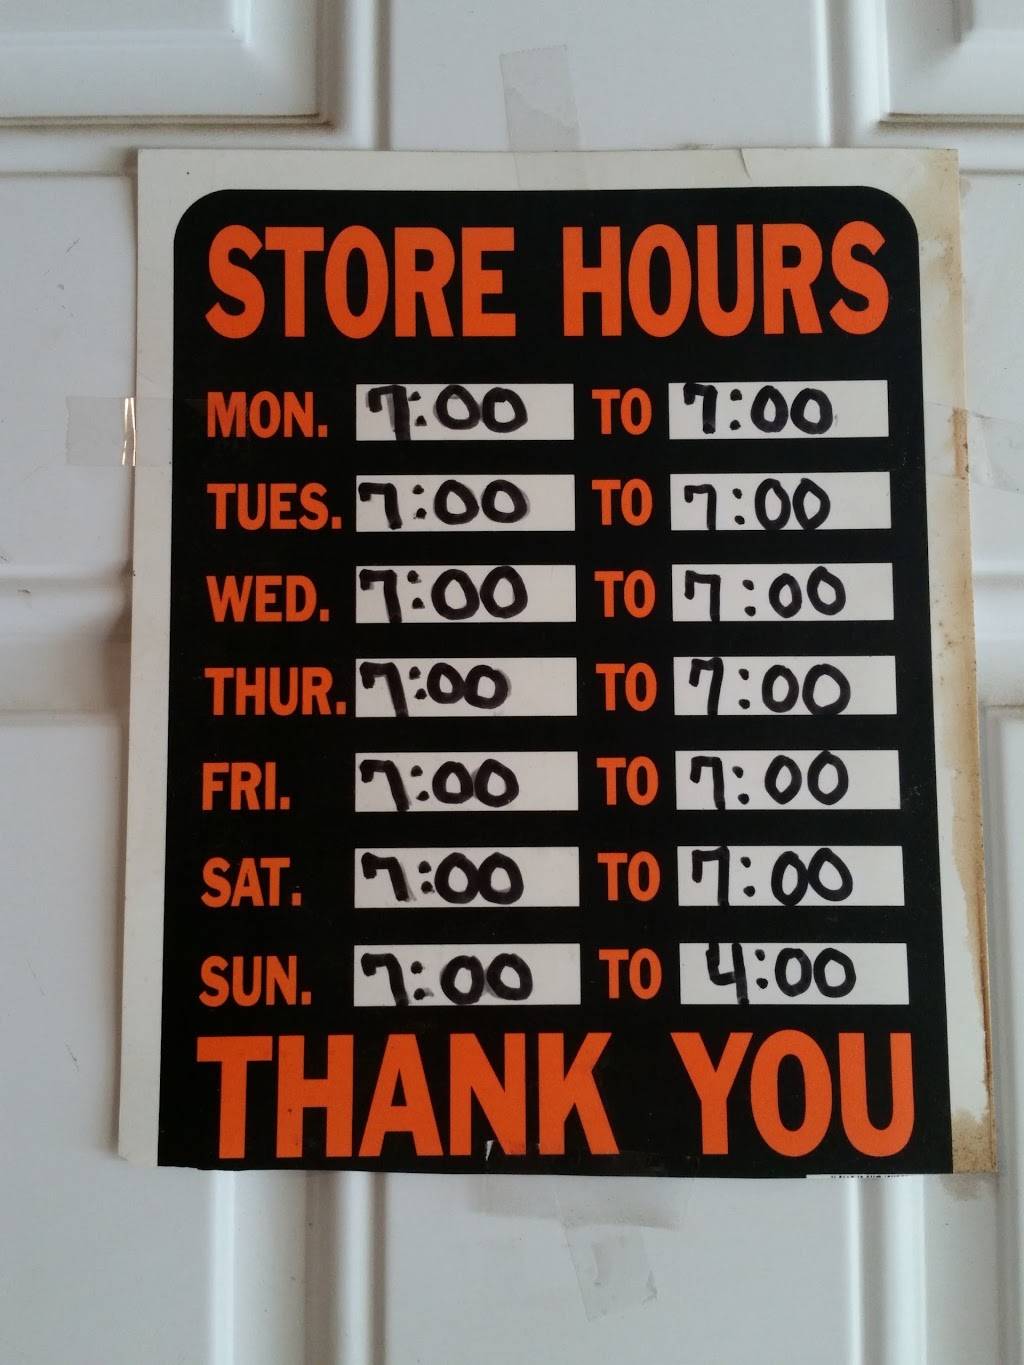 STORE HOURS
MON. 7:00 TO 7:00
TUES. 7:00 TO 7:00
WED. 7:00 TO 7:00
THUR. 7:00 TO 7:00
FRI. 7:00 TO 7:00
SAT. 7:00 TO 7:00
SUN. 7:00 TO 4:00
THANK YOU